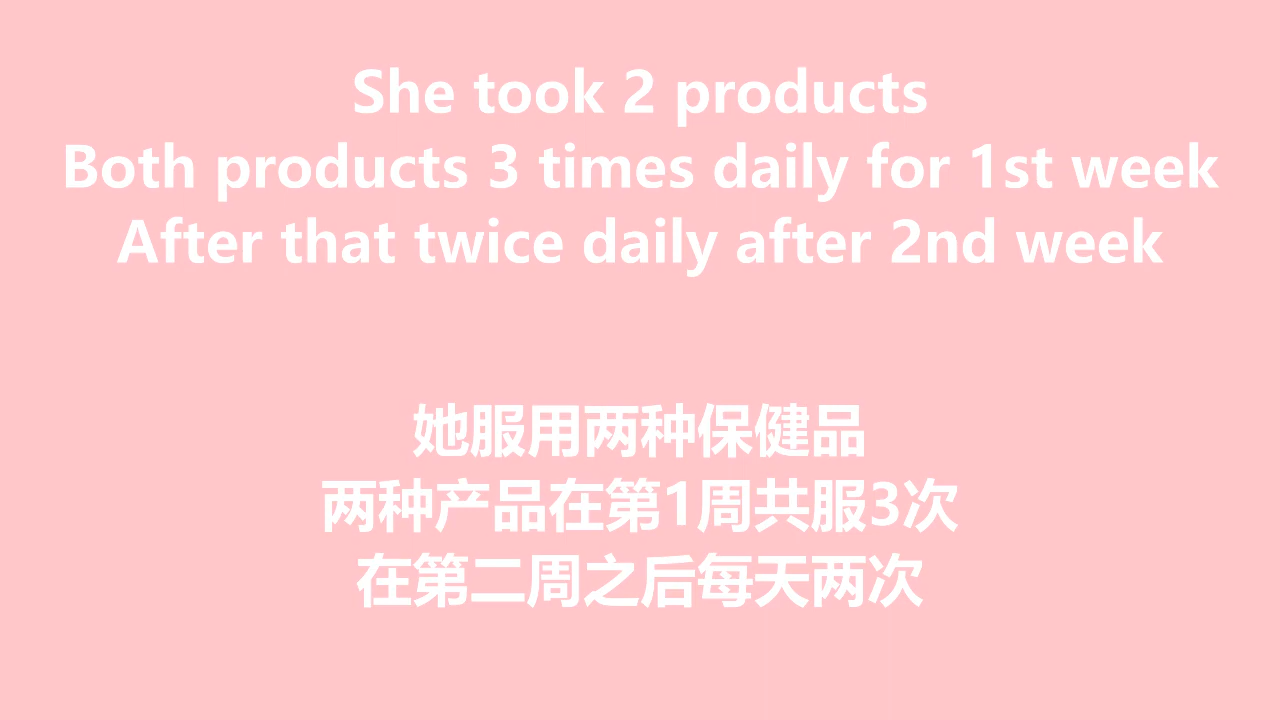 She took 2 products
Both products 3 times daily for 1st week
After that twice daily after 2nd week
她服用两种保健品
两种产品在第1周共服3次
在第二周之后每天两次